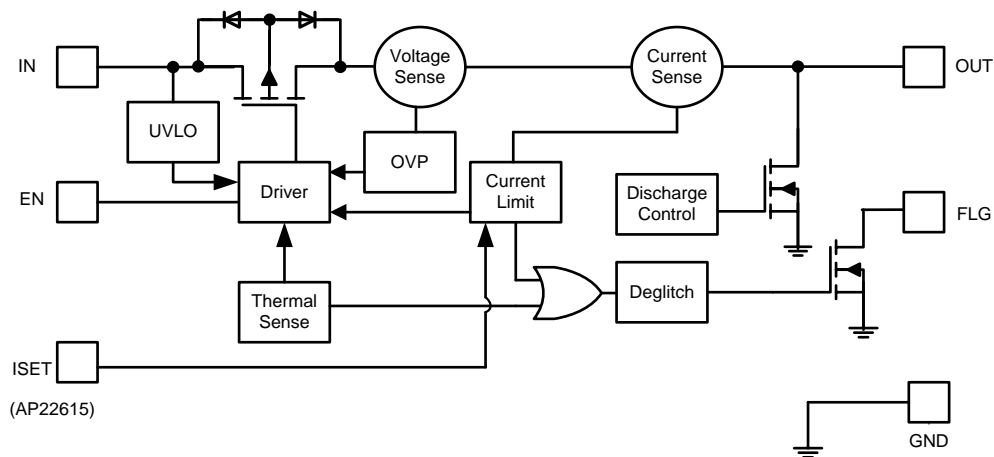 IN
Voltage
Sense
Current
Sense
OUT
UVLO
OVP
EN
Driver
Current
Limit
Discharge
Control
FLG
Thermal
Sense
Deglitch
ISET
(AP22615)
GND